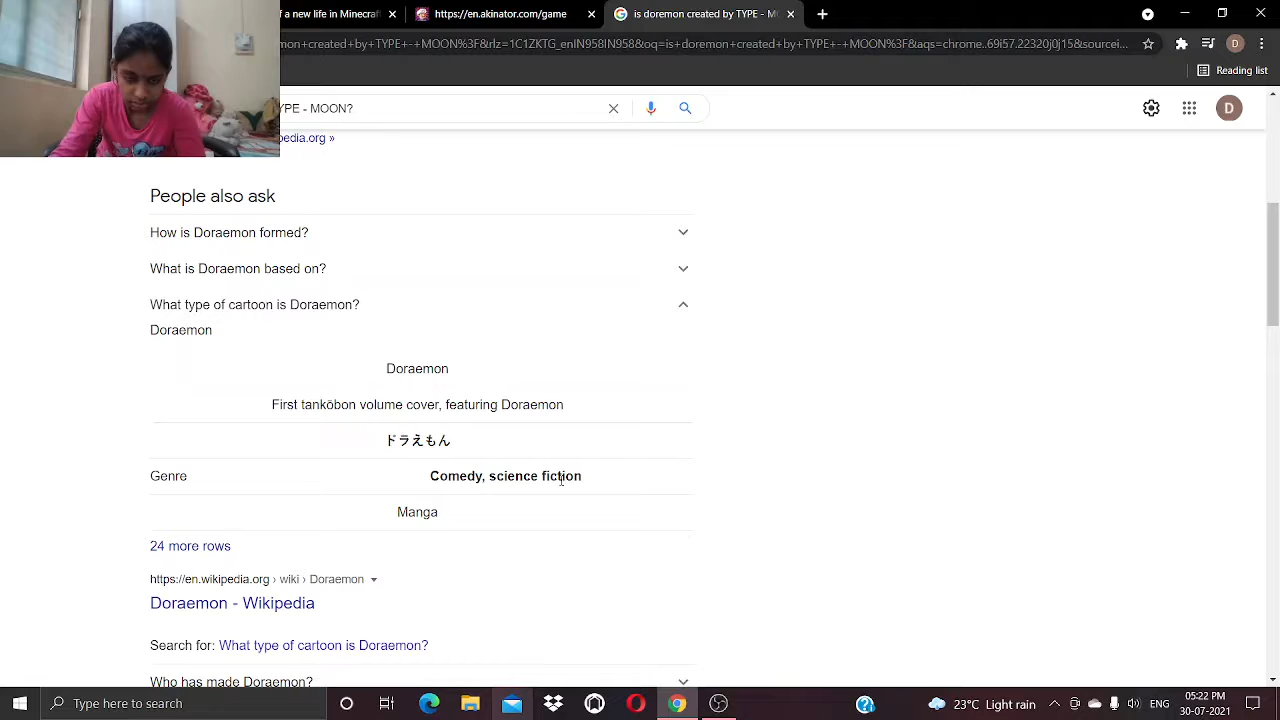 f a new life in Minecraf
https://en.akinator.com/game
is doremon created by TYPE - MO
mon+created+by+TYPE+-+MOON%3F&rlz=1C1ZKTG_enIN958IN958&oq=is+doremon+created+by+TYPE+-+MOON%3F&aqs=chrome..69i57.22320j0j15&sourcei...
D
Reading list
YPE - MOON?
D
pedia.org »
People also ask
How is Doraemon formed?
What is Doraemon based on?
What type of cartoon is Doraemon?
Doraemon
Doraemon
First tankōbon volume cover, featuring Doraemon
ドラえもん
Genre Comedy, science fiction
Manga
24 more rows
https://en.wikipedia.org › wiki › Doraemon
Doraemon - Wikipedia
Search for: What type of cartoon is Doraemon?
Who has made Doraemon?
Type here to search
23°C Light rain
ENG
05:22 PM
30-07-2021